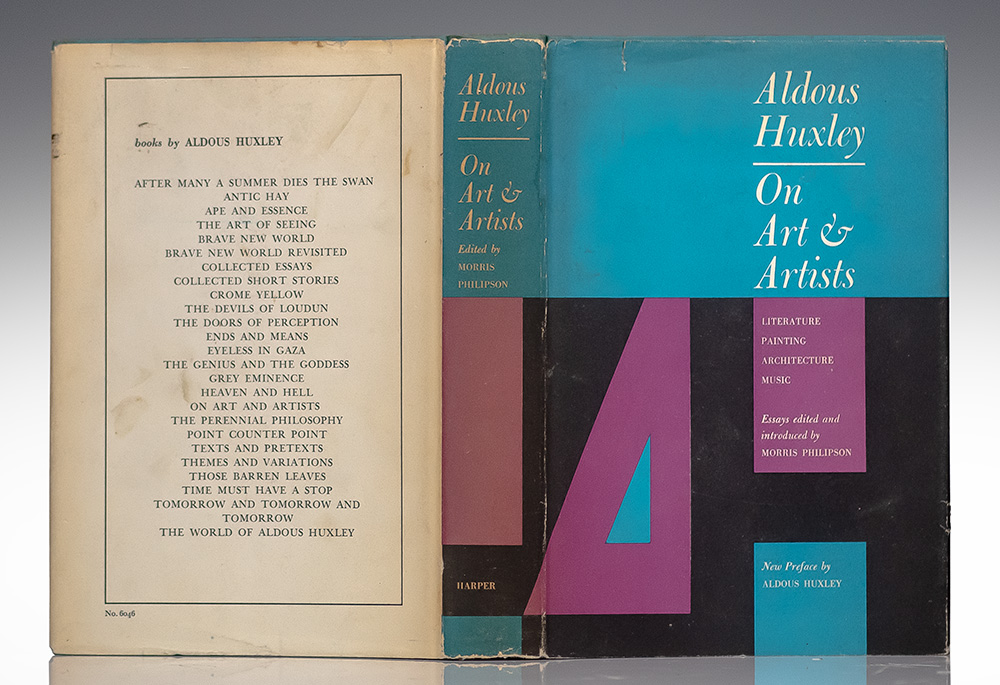 books by ALDOUS HUXLEY
AFTER MANY A SUMMER DIES THE SWAN
ANTIC HAY
APE AND ESSENCE
THE ART OF SEEING
BRAVE NEW WORLD
BRAVE NEW WORLD REVISITED
COLLECTED ESSAYS
COLLECTED SHORT STORIES
CROME YELLOW
THE DEVILS OF LOUDUN
THE DOORS OF PERCEPTION
ENDS AND MEANS
EYELESS IN GAZA
THE GENIUS AND THE GODDESS
GREY EMINENCE
HEAVEN AND HELL
ON ART AND ARTISTS
THE PERENNIAL PHILOSOPHY
POINT COUNTER POINT
TEXTS AND PRETEXTS
THEMES AND VARIATIONS
THOSE BARREN LEAVES
TIME MUST HAVE A STOP
TOMORROW AND TOMORROW AND
TOMORROW
THE WORLD OF ALDOUS HUXLEY
No. 6046
Aldous
Huxley
On
Art &
Artists
Edited by
MORRIS
PHILIPSON
HARPER
Aldous
Huxley
On
Art &
Artists
LITERATURE
PAINTING
ARCHITECTURE
MUSIC
Essays edited and
introduced by
MORRIS PHILIPSON
New Preface by
ALDOUS HUXLEY